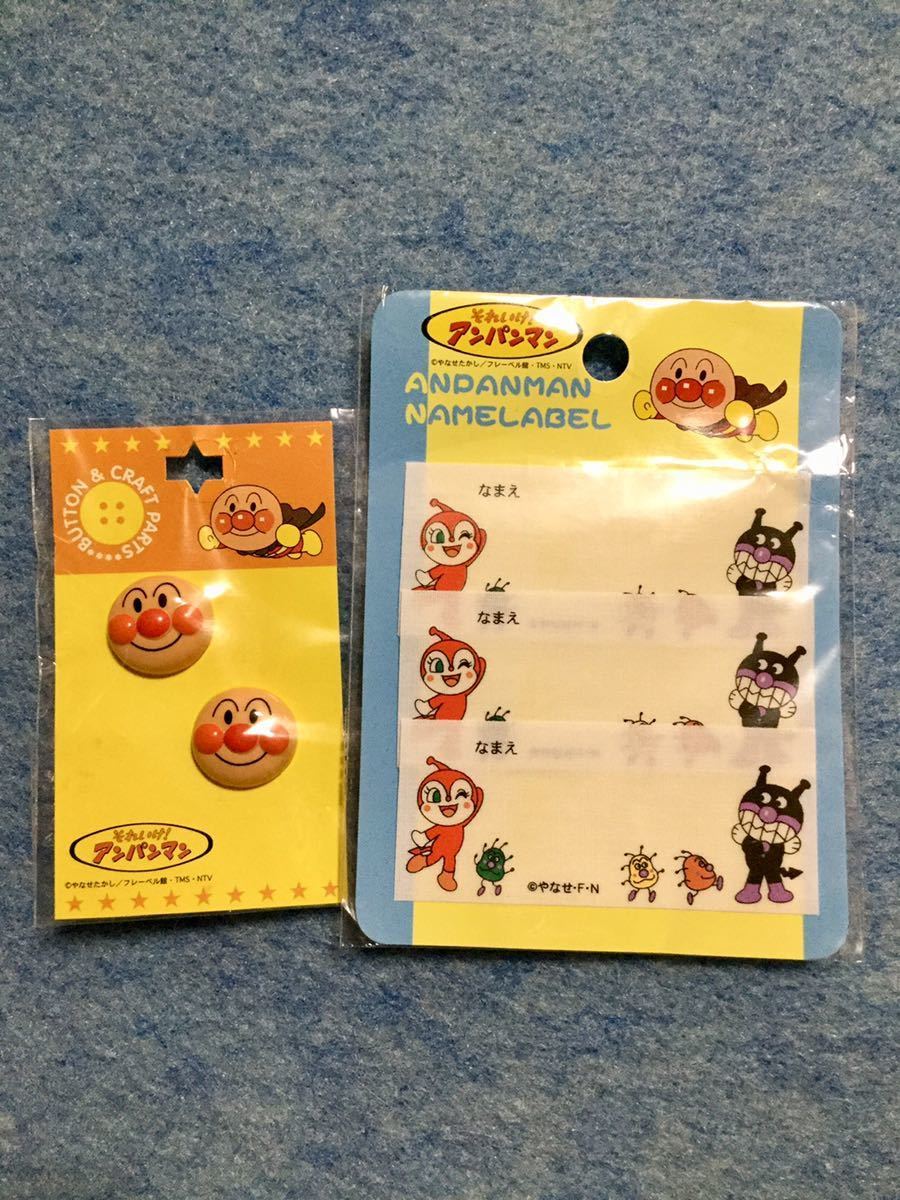 BUTTON & CRAFT PARTS
それいけ!
アンパンマン
©やなせたかし/フレーベル館・TMS・NTV
それいけ!
アンパンマン
©やなせたかし/フレーベル館・TMS・NTV
ANPANMAN
NAMELABEL
なまえ
なまえ
なまえ
©やなせ・F・N